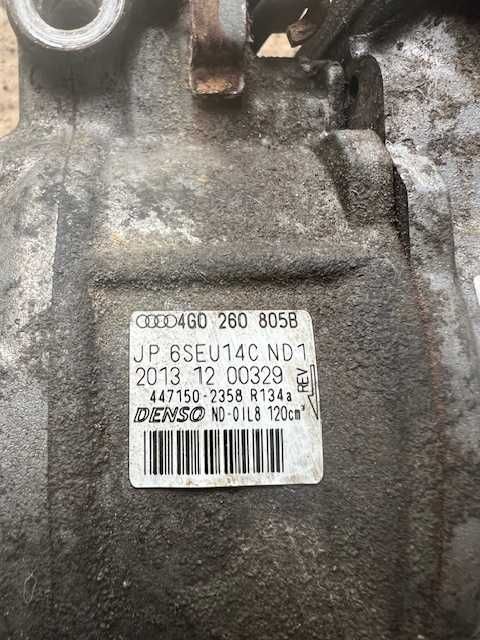 4G0 260 805B
JP 6SEU14C ND1
2013 12 00329
REV
447150-2358 R134a
DENSO ND-OIL8 120cm³